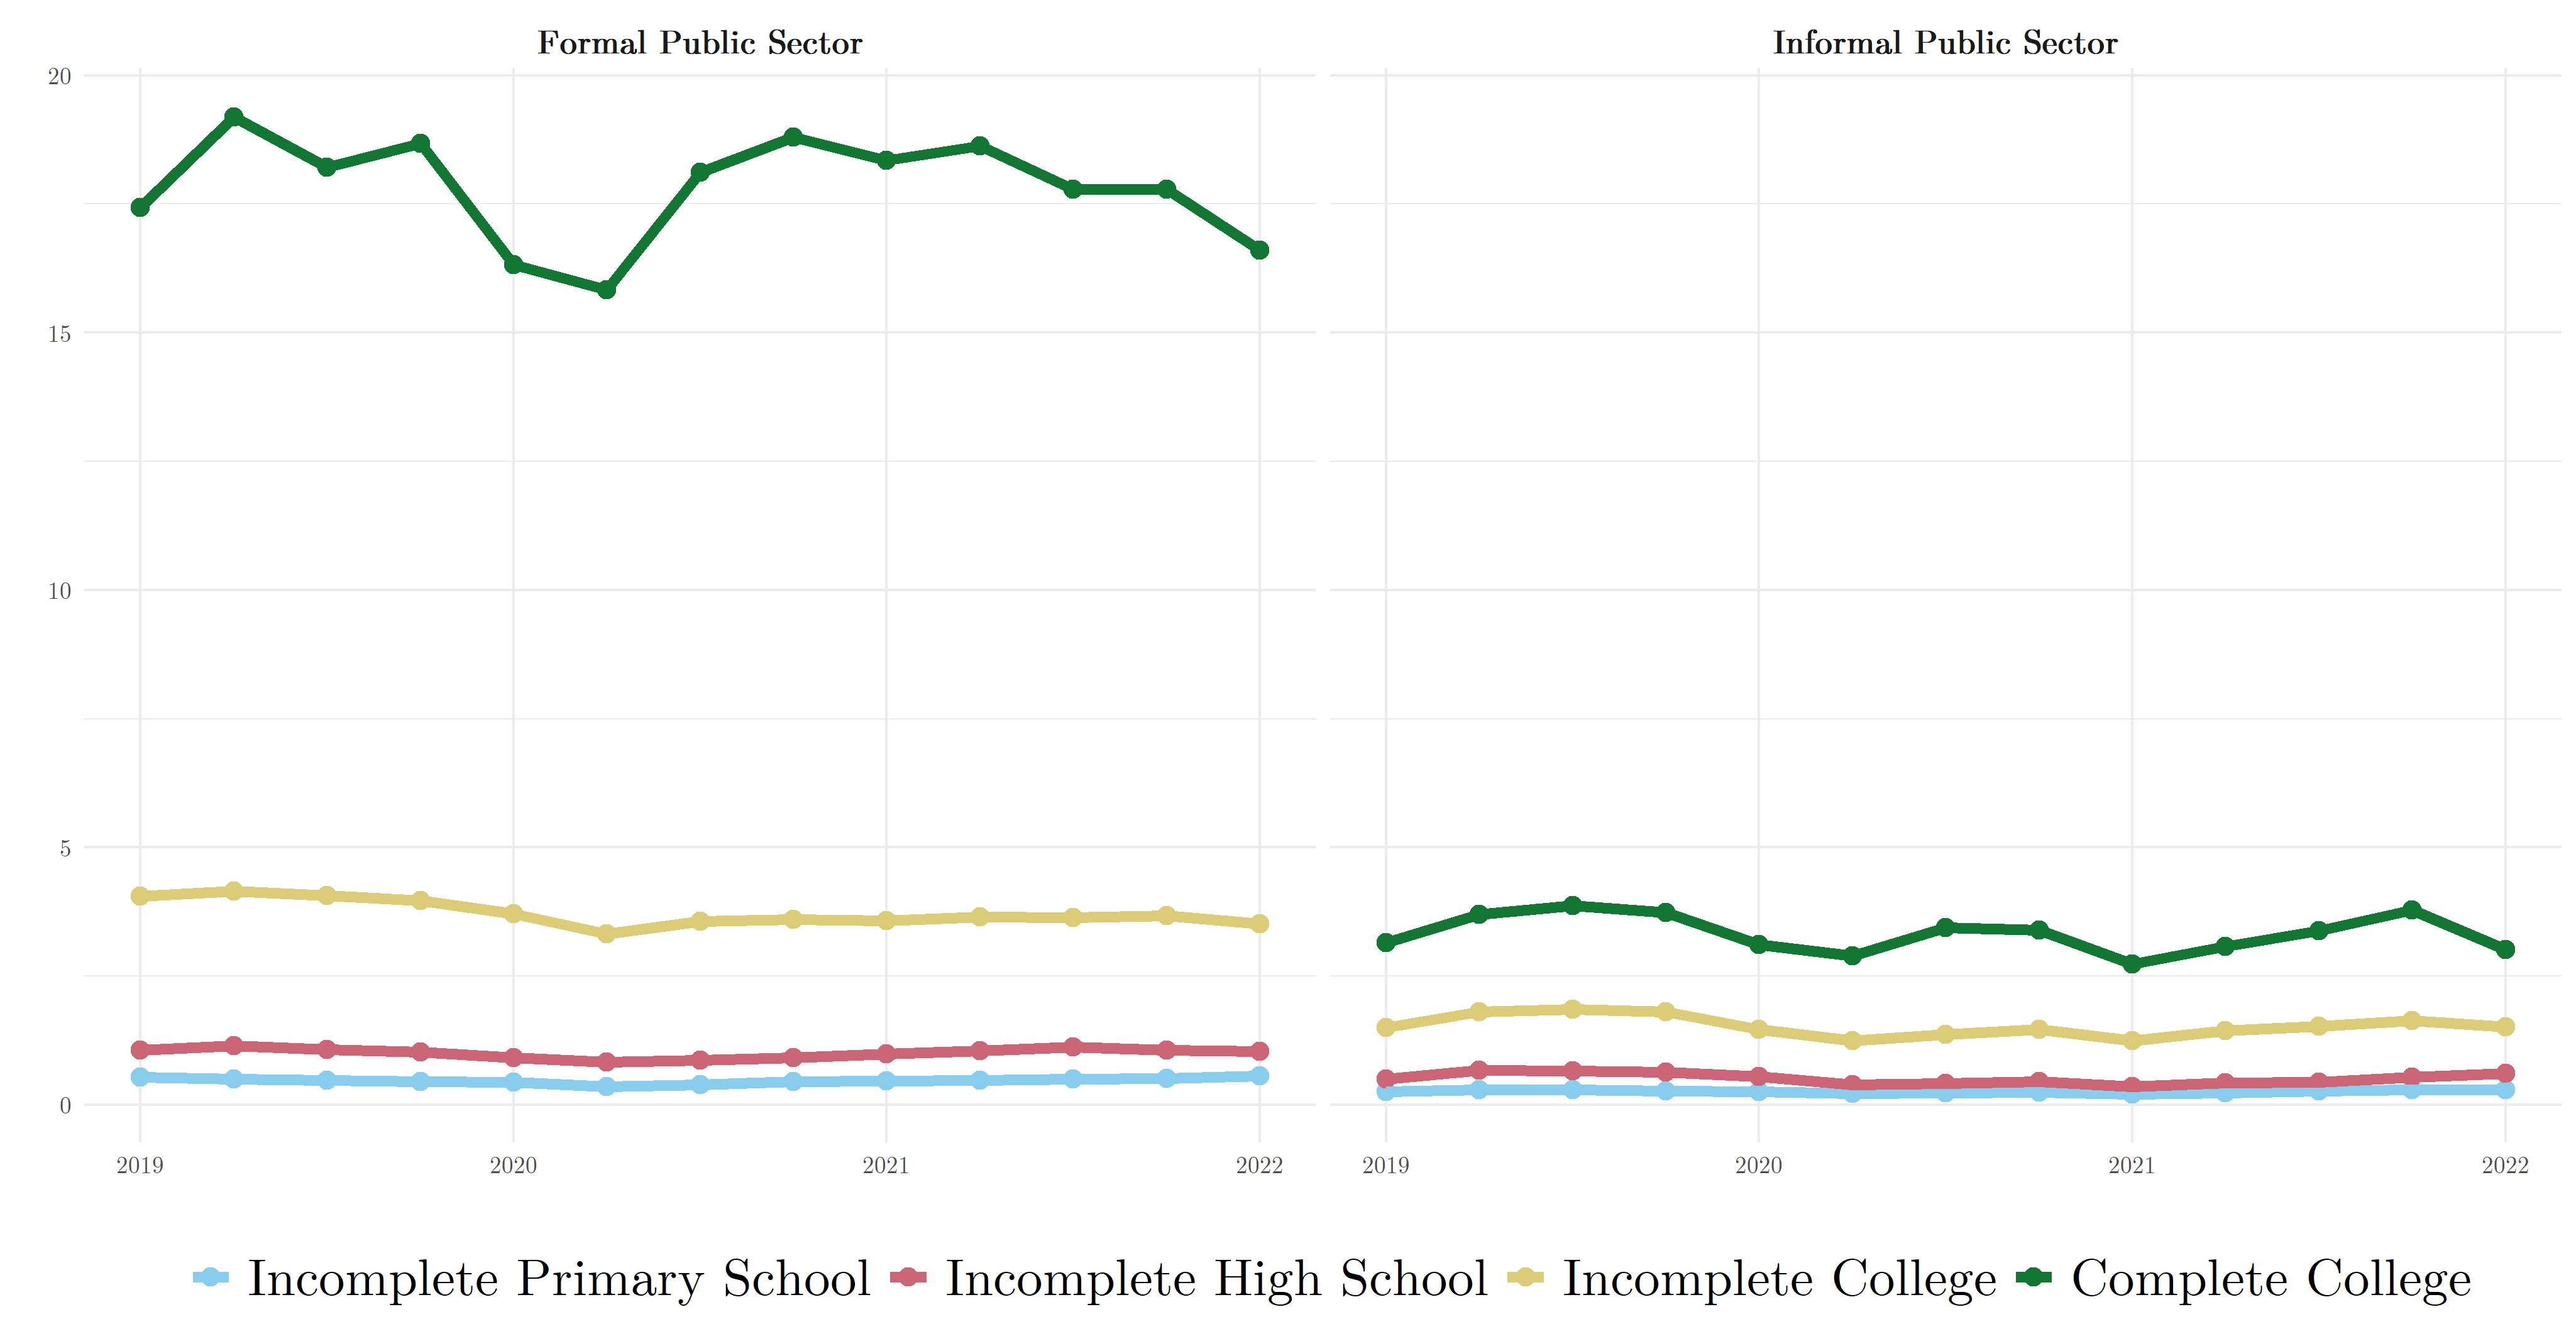 Formal Public Sector
Informal Public Sector
20
15
10
5
0
2019 2020 2021 2022
2019 2020 2021 2022
Incomplete Primary School Incomplete High School Incomplete College Complete College